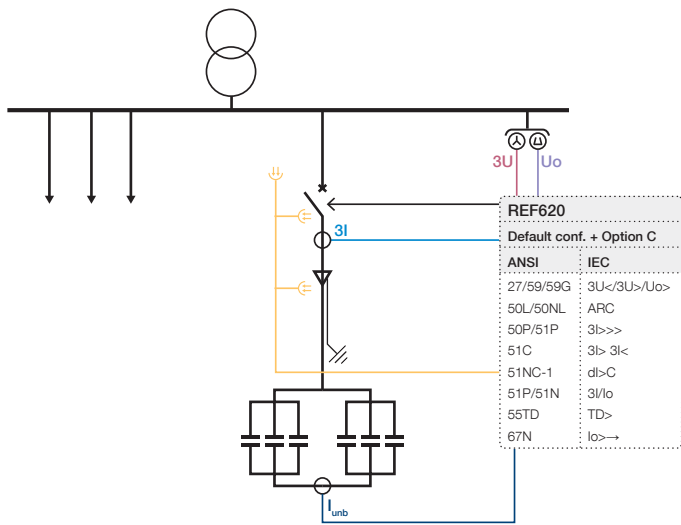 3U Uo
REF620
3I
Default conf. + Option C
ANSI IEC
27/59/59G 3U</3U>/Uo>
50L/50NL ARC
50P/51P 3I>>>
51C 3I> 3I<
51NC-1 dI>C
51P/51N 3I/Io
55TD TD>
67N Io>→
Iunb